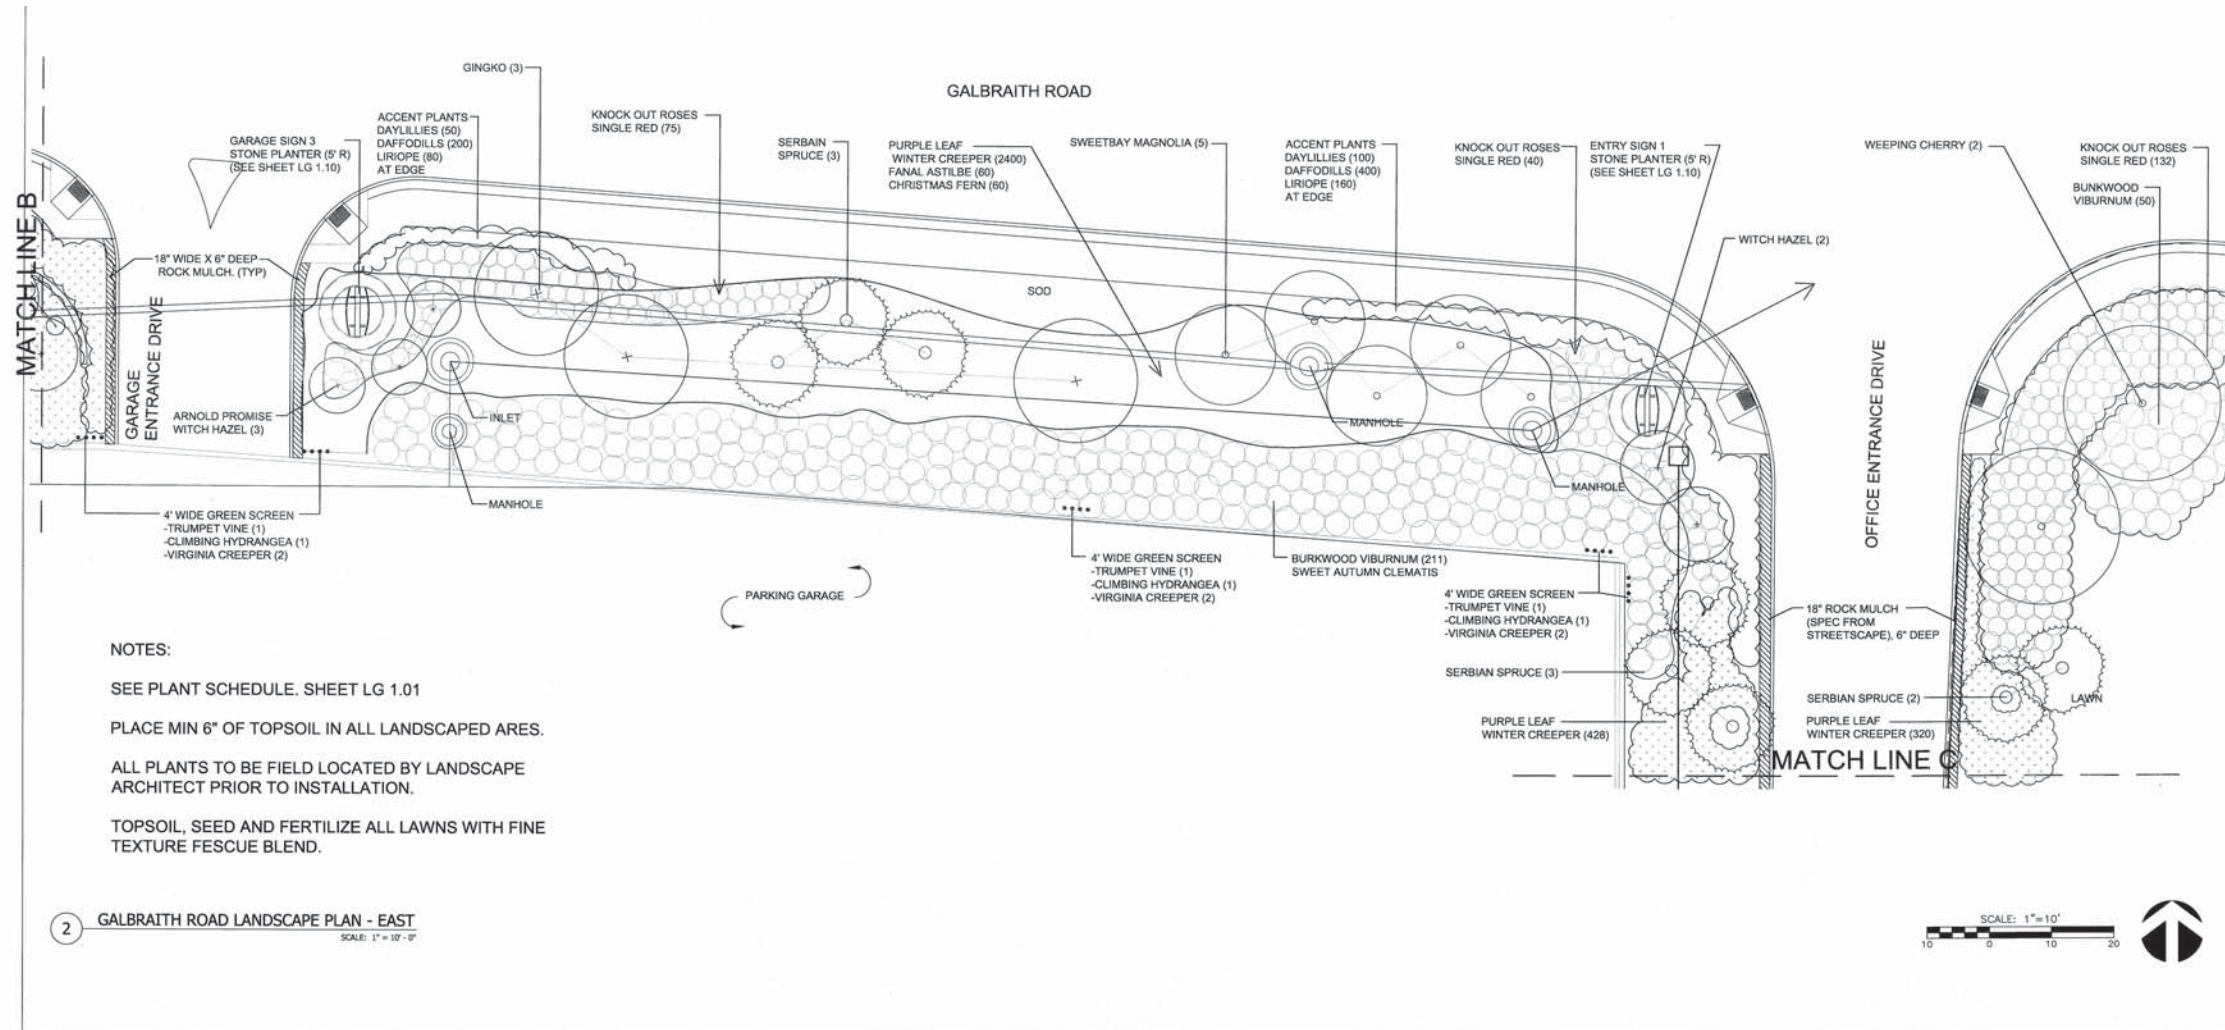 GALBRAITH ROAD
GINGKO (3)
GARAGE SIGN 3
STONE PLANTER (5' R)
(SEE SHEET LG 1.10)
ACCENT PLANTS
DAYLILLIES (50)
DAFFODILLS (200)
LIRIOPE (80)
AT EDGE
KNOCK OUT ROSES
SINGLE RED (75)
SERBAIN
SPRUCE (3)
PURPLE LEAF
WINTER CREEPER (2400)
FANAL ASTILBE (60)
CHRISTMAS FERN (60)
SWEETBAY MAGNOLIA (5)
ACCENT PLANTS
DAYLILLIES (100)
DAFFODILLS (400)
LIRIOPE (160)
AT EDGE
KNOCK OUT ROSES
SINGLE RED (40)
ENTRY SIGN 1
STONE PLANTER (5' R)
(SEE SHEET LG 1.10)
WEEPING CHERRY (2)
KNOCK OUT ROSES
SINGLE RED (132)
BUNKWOOD
VIBURNUM (50)
WITCH HAZEL (2)
MATCH LINE B
18" WIDE X 6" DEEP
ROCK MULCH. (TYP)
SOD
GARAGE
ENTRANCE DRIVE
OFFICE ENTRANCE DRIVE
ARNOLD PROMISE
WITCH HAZEL (3)
INLET
MANHOLE
MANHOLE
MANHOLE
4' WIDE GREEN SCREEN
-TRUMPET VINE (1)
-CLIMBING HYDRANGEA (1)
-VIRGINIA CREEPER (2)
4' WIDE GREEN SCREEN
-TRUMPET VINE (1)
-CLIMBING HYDRANGEA (1)
-VIRGINIA CREEPER (2)
BURKWOOD VIBURNUM (211)
SWEET AUTUMN CLEMATIS
PARKING GARAGE
4' WIDE GREEN SCREEN
-TRUMPET VINE (1)
-CLIMBING HYDRANGEA (1)
-VIRGINIA CREEPER (2)
18" ROCK MULCH
(SPEC FROM
STREETSCAPE), 6" DEEP
SERBIAN SPRUCE (3)
SERBIAN SPRUCE (2)
LAWN
PURPLE LEAF
WINTER CREEPER (428)
PURPLE LEAF
WINTER CREEPER (320)
MATCH LINE C
NOTES:
SEE PLANT SCHEDULE. SHEET LG 1.01
PLACE MIN 6" OF TOPSOIL IN ALL LANDSCAPED ARES.
ALL PLANTS TO BE FIELD LOCATED BY LANDSCAPE
ARCHITECT PRIOR TO INSTALLATION.
TOPSOIL, SEED AND FERTILIZE ALL LAWNS WITH FINE
TEXTURE FESCUE BLEND.
2 GALBRAITH ROAD LANDSCAPE PLAN - EAST
SCALE: 1" = 10' - 0"
SCALE: 1"=10'
10 0 10 20